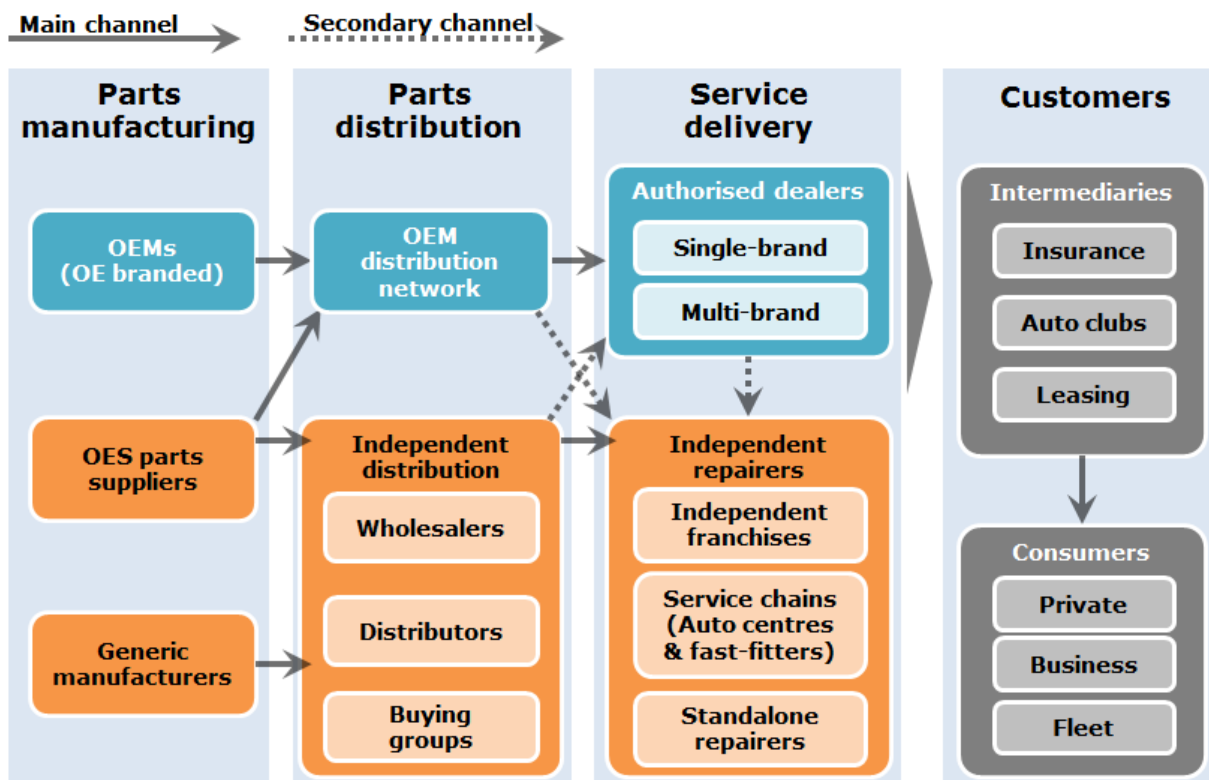 Main channel
Secondary channel
Parts
manufacturing
Parts
distribution
Service
delivery
Customers
OEMs
(OE branded)
OEM
distribution
network
Authorised dealers
Single-brand
Multi-brand
Intermediaries
Insurance
Auto clubs
Leasing
OES parts
suppliers
Generic
manufacturers
Independent
distribution
Wholesalers
Distributors
Buying
groups
Independent
repairers
Independent
franchises
Service chains
(Auto centres
& fast-fitters)
Standalone
repairers
Consumers
Private
Business
Fleet